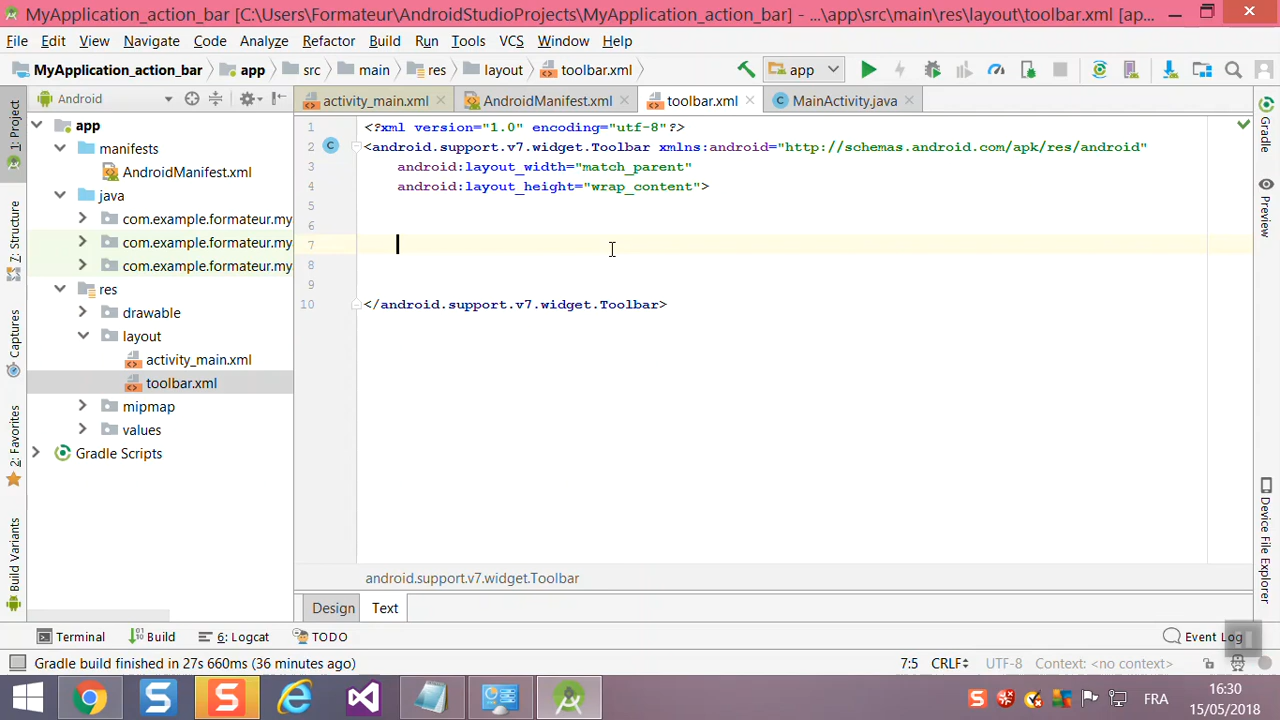 MyApplication_action_bar [C:\Users\Formateur\AndroidStudioProjects\MyApplication_action_bar] - ...\app\src\main\res\layout\toolbar.xml [ap...
File Edit View Navigate Code Analyze Refactor Build Run Tools VCS Window Help
MyApplication_action_bar app src main res layout toolbar.xml app
Android
activity_main.xml AndroidManifest.xml toolbar.xml MainActivity.java
1: Project
Z: Structure
Captures
2: Favorites
Build Variants
app
manifests
AndroidManifest.xml
java
com.example.formateur.my
com.example.formateur.my
com.example.formateur.my
res
drawable
layout
activity_main.xml
toolbar.xml
mipmap
values
Gradle Scripts
1 <?xml version="1.0" encoding="utf-8"?>
2 <android.support.v7.widget.Toolbar xmlns:android="http://schemas.android.com/apk/res/android"
3 android:layout_width="match_parent"
4 android:layout_height="wrap_content">
5
6
7
8
9
10 </android.support.v7.widget.Toolbar>
Gradle
Preview
Device File Explorer
android.support.v7.widget.Toolbar
Design Text
Terminal Build 6: Logcat TODO Event Log
Gradle build finished in 27s 660ms (36 minutes ago) 7:5 CRLF UTF-8 Context: <no context>
FRA
16:30
15/05/2018